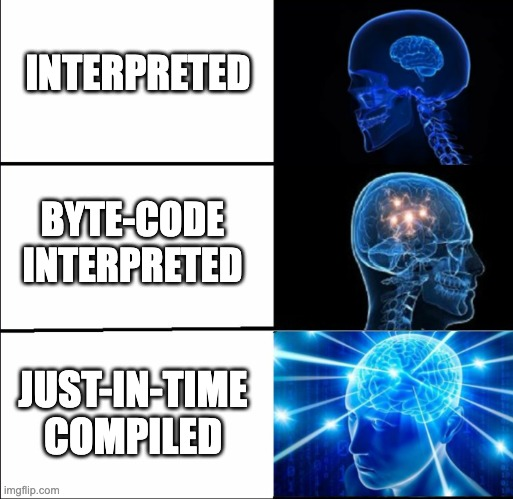 INTERPRETED
BYTE-CODE
INTERPRETED
JUST-IN-TIME
COMPILED
imgflip.com